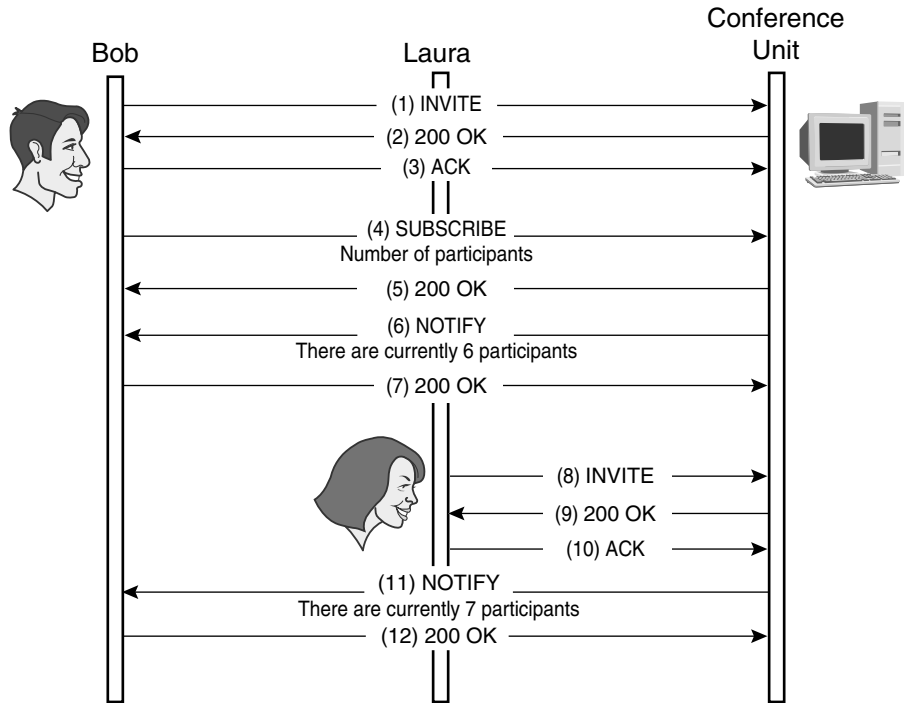 Bob
Laura
Conference
Unit
(1) INVITE
(2) 200 OK
(3) ACK
(4) SUBSCRIBE
Number of participants
(5) 200 OK
(6) NOTIFY
There are currently 6 participants
(7) 200 OK
(8) INVITE
(9) 200 OK
(10) ACK
(11) NOTIFY
There are currently 7 participants
(12) 200 OK